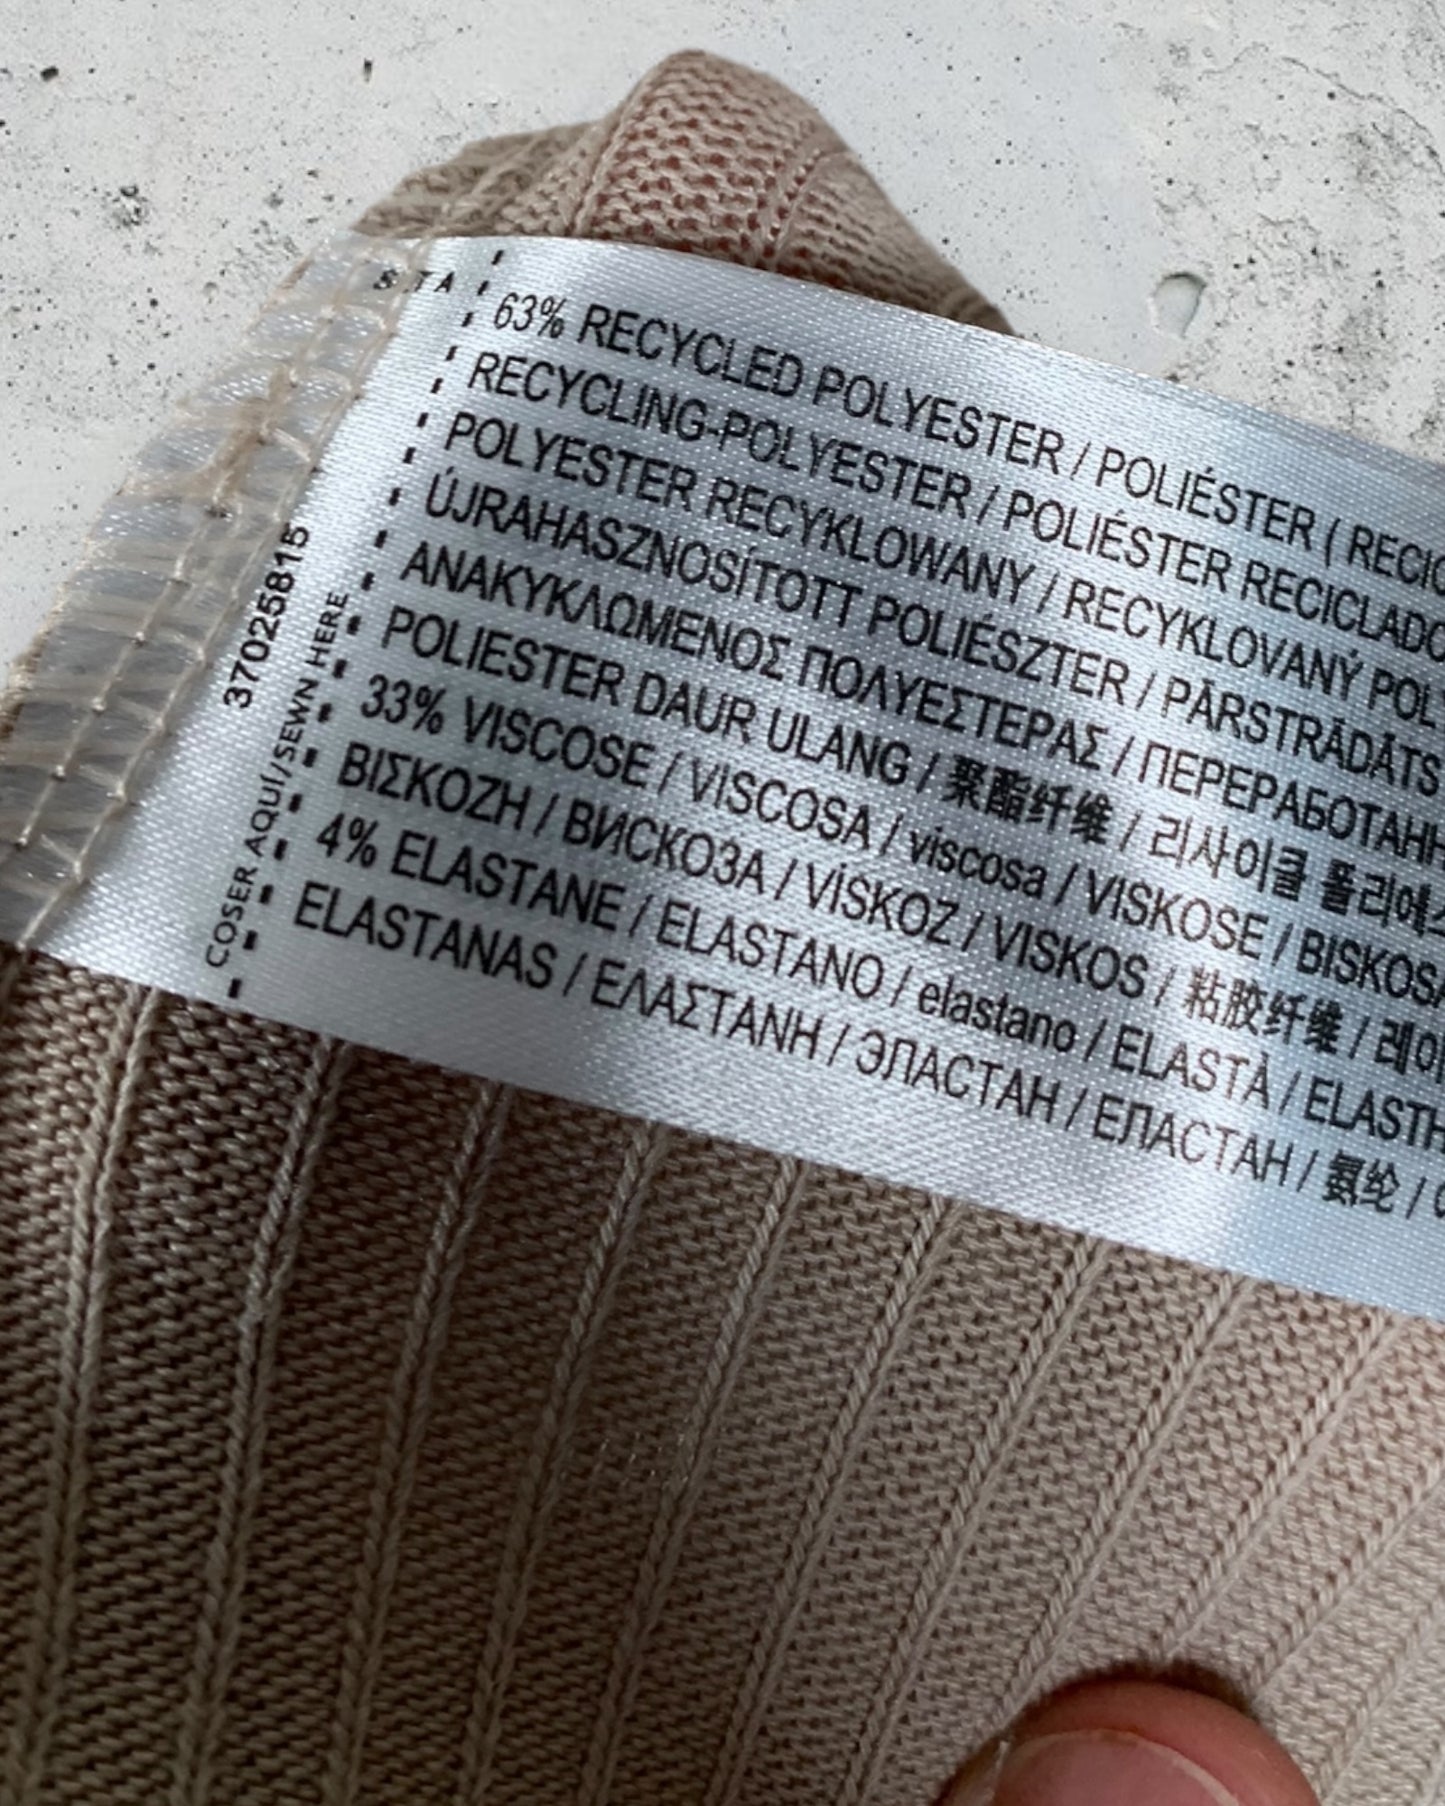 63% RECYCLED POLYESTER / POLIÉSTER ( RECIC
RECYCLING-POLYESTER / POLIÉSTER RECICLADO
POLYESTER RECYKLOWANY / RECYKLOVANÝ POL
ÚJRAHASZNOSÍTOTT POLIÉSZTER / PĀRSTRĀDĀTS
ΑΝΑΚΥΚΛΩΜΕΝΟΣ ΠΟΛΥΕΣΤΕΡΑΣ / ПЕРЕРАБОТАНН
POLIESTER DAUR ULANG / 聚酯纤维 / 리사이클 폴리에스
33% VISCOSE / VISCOSA / viscosa / VISKOSE / BISKOSA
ΒΙΣΚΟΖΗ / ВИСКОЗА / VÍSKOZ / VISKOS / 粘胶纤维 / 레이
4% ELASTANE / ELASTANO / elastano / ELASTÀ / ELASTH
ELASTANAS / ΕΛΑΣΤΑΝΗ / ЭЛАСТАН / ЕЛАСТАН / 氨纶 /
37025815
COSER AQUÍ/SEWN HERE